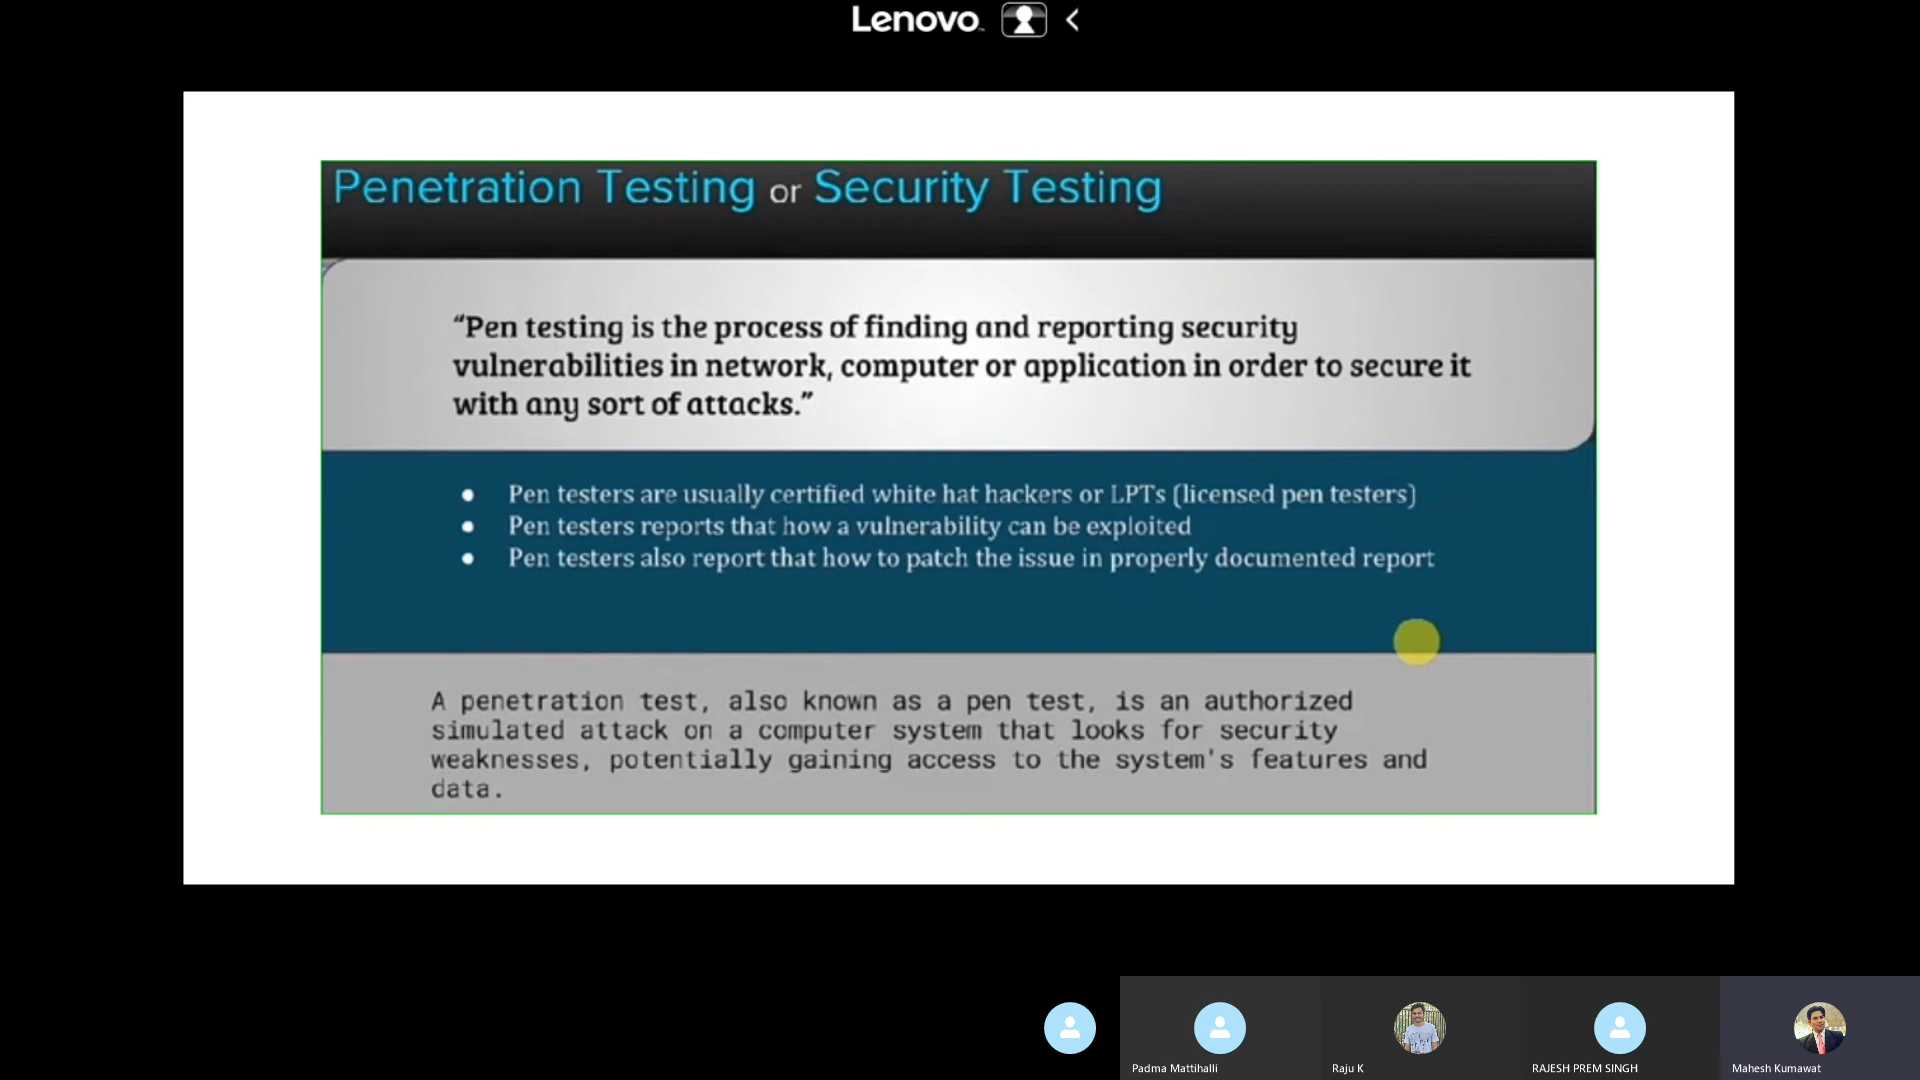 Lenovo
Penetration Testing or Security Testing
“Pen testing is the process of finding and reporting security
vulnerabilities in network, computer or application in order to secure it
with any sort of attacks.”
● Pen testers are usually certified white hat hackers or LPTs (licensed pen testers)
● Pen testers reports that how a vulnerability can be exploited
● Pen testers also report that how to patch the issue in properly documented report
A penetration test, also known as a pen test, is an authorized
simulated attack on a computer system that looks for security
weaknesses, potentially gaining access to the system's features and
data.
Padma Mattihalli
Raju K
RAJESH PREM SINGH
Mahesh Kumawat